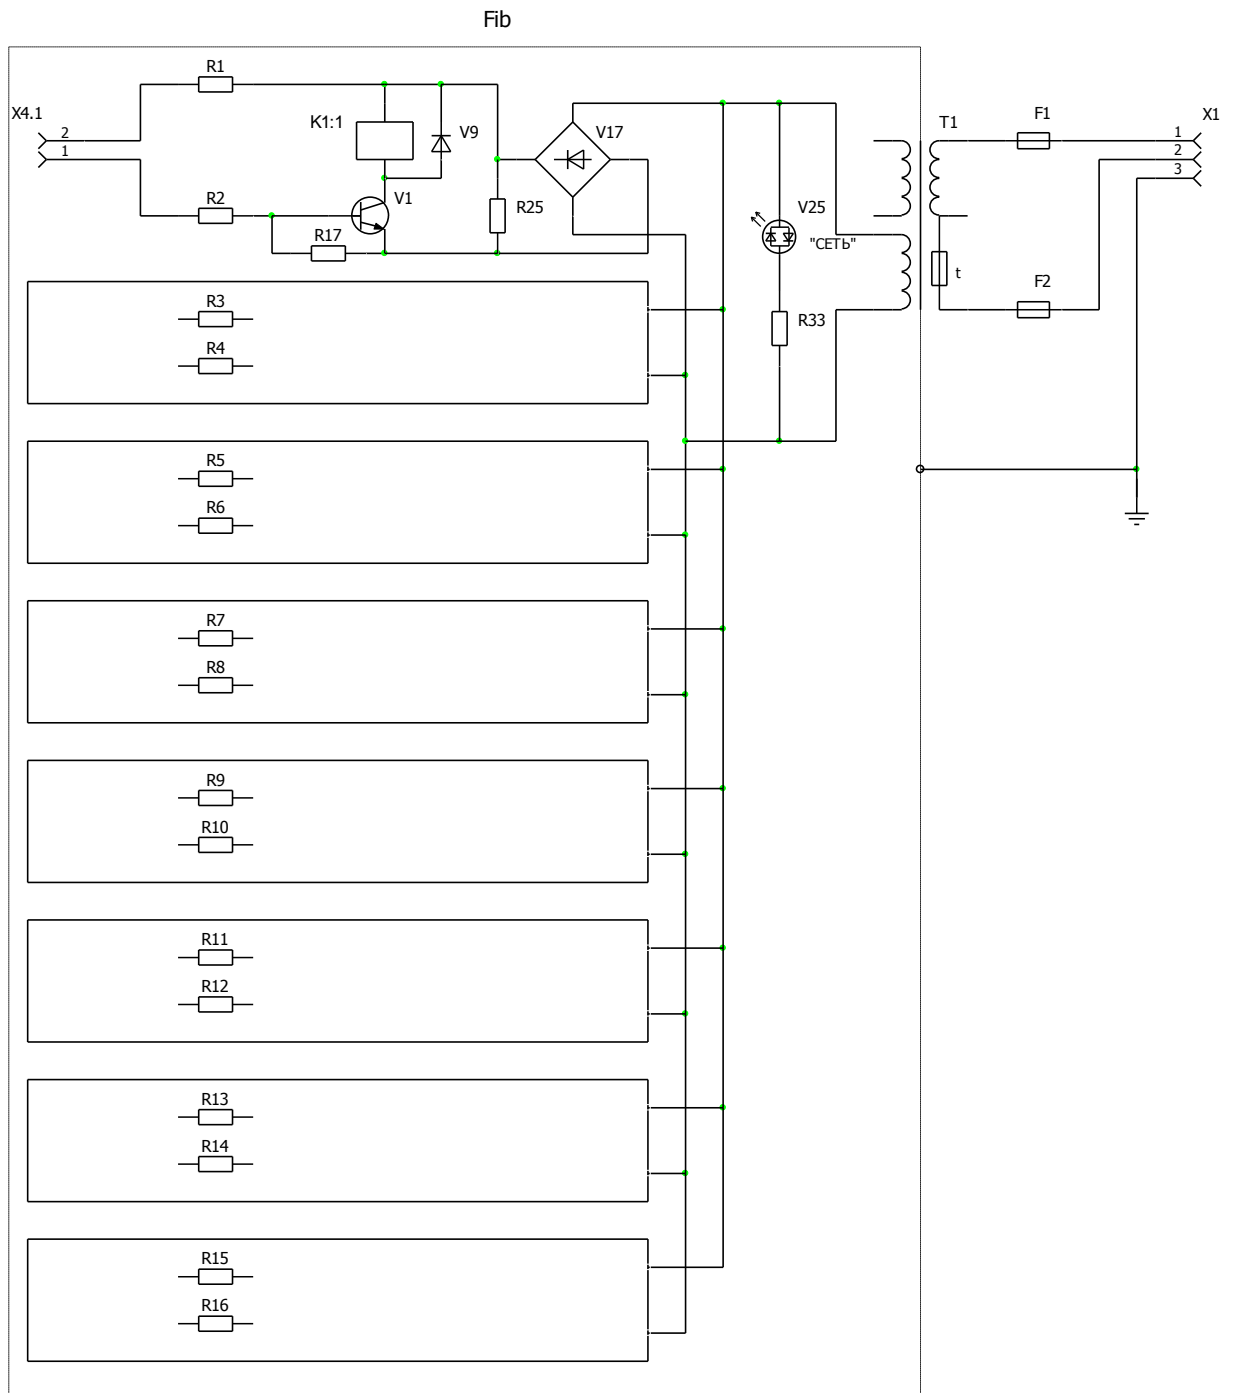 Fib
R1
X4.1
K1:1
V9
V17
T1
F1
X1
2
1
1
2
3
R2
V1
R25
V25
"СЕТЬ"
R17
t
F2
R3
R33
R4
R5
R6
R7
R8
R9
R10
R11
R12
R13
R14
R15
R16